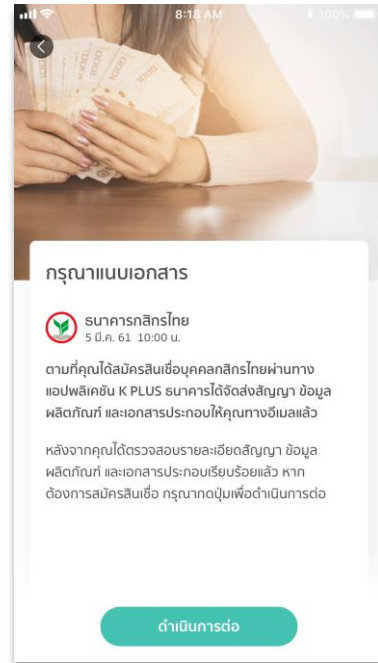 8:18 AM
100%
กรุณาแนบเอกสาร
ธนาคารกสิกรไทย
5 มี.ค. 61 10:00 น.
ตามที่คุณได้สมัครสินเชื่อบุคคลกสิกรไทยผ่านทาง
แอปพลิเคชัน K PLUS ธนาคารได้จัดส่งสัญญา ข้อมูล
ผลิตภัณฑ์ และเอกสารประกอบให้คุณทางอีเมลแล้ว
หลังจากคุณได้ตรวจสอบรายละเอียดสัญญา ข้อมูล
ผลิตภัณฑ์ และเอกสารประกอบเรียบร้อยแล้ว หาก
ต้องการสมัครสินเชื่อ กรุณากดปุ่มเพื่อดำเนินการต่อ
ดำเนินการต่อ